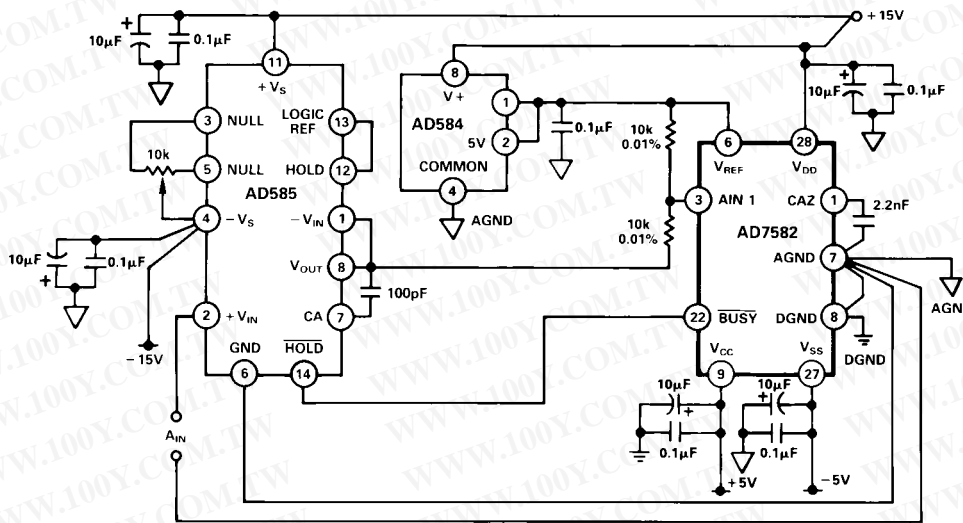 +15V
10μF
0.1μF
11
+VS
3
NULL
LOGIC REF
13
10k
5
NULL
HOLD
12
AD585
4
−VS
−VIN
1
10μF
0.1μF
VOUT
8
100pF
2
+VIN
CA
7
−15V
GND
HOLD
6
14
AIN
8
V+
1
AD584
5V
2
COMMON
4
AGND
0.1μF
10k
0.01%
10k
0.01%
10μF
0.1μF
6
28
VREF
VDD
3
AIN 1
CAZ
1
2.2nF
AD7582
AGND
7
AGN
22
BUSY
DGND
8
DGND
VCC
VSS
9
27
10μF
0.1μF
+5V
10μF
0.1μF
−5V
WWW.100Y.COM.TW